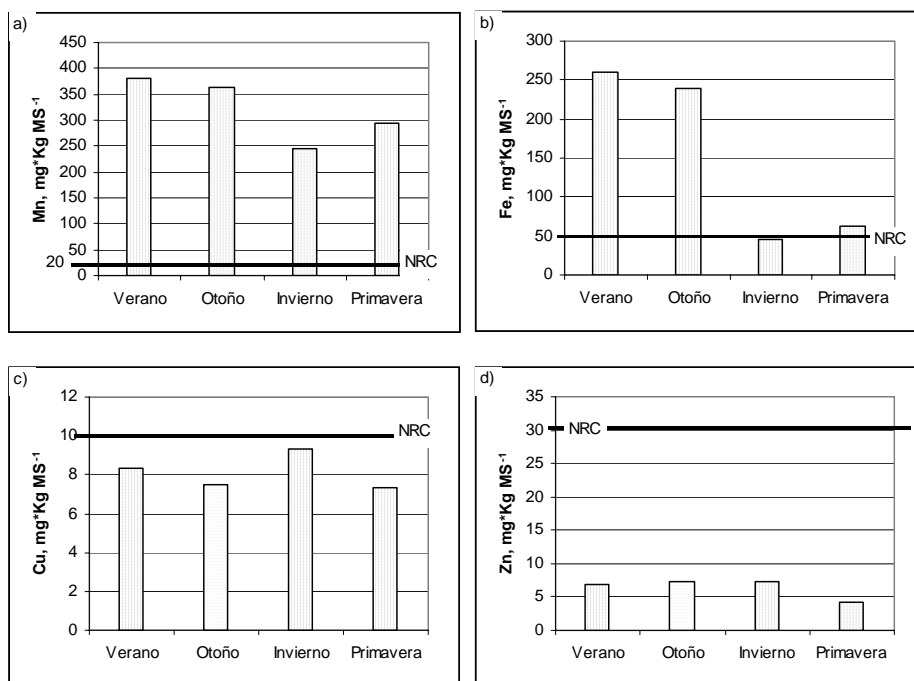 a)
Mn, mg*Kg MS-1
450
400
350
300
250
200
150
100
50
20
0
NRC
Verano Otoño Invierno Primavera
b)
Fe, mg*Kg MS-1
300
250
200
150
100
50
0
NRC
Verano Otoño Invierno Primavera
c)
Cu, mg*Kg MS-1
12
10
8
6
4
2
0
NRC
Verano Otoño Invierno Primavera
d)
Zn, mg*Kg MS-1
35
30
25
20
15
10
5
0
NRC
Verano Otoño Invierno Primavera